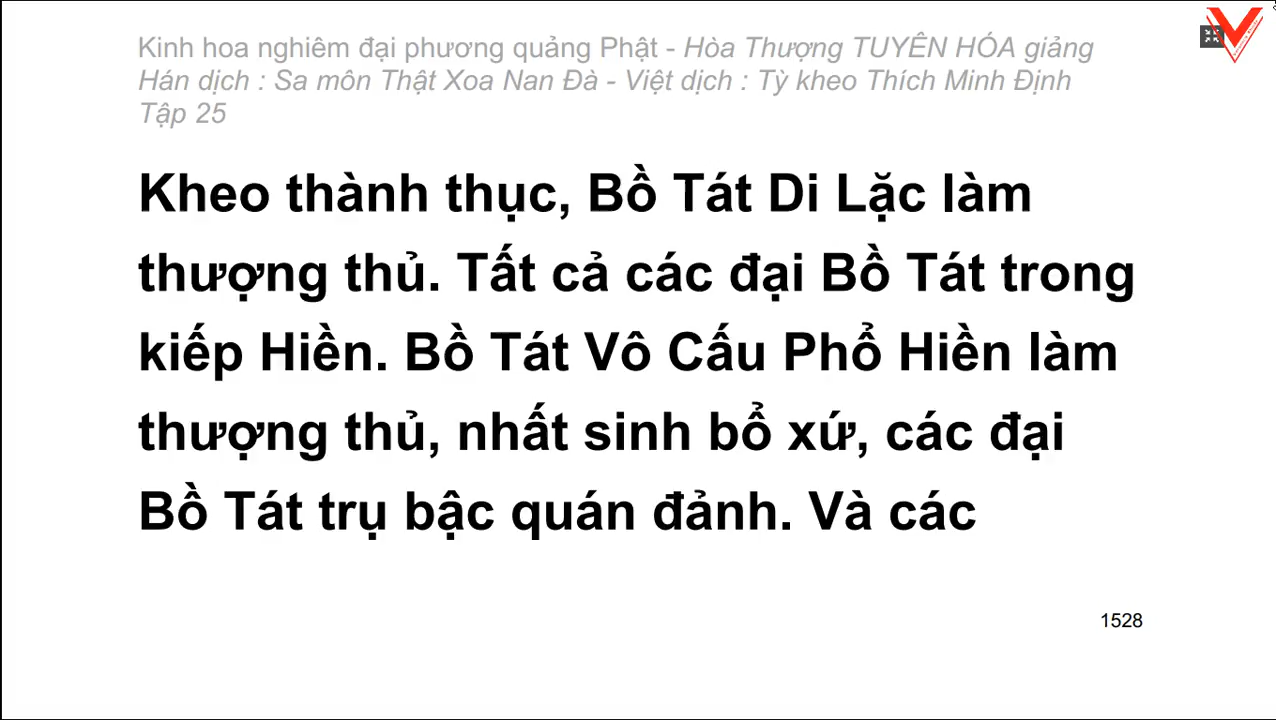 Kinh hoa nghiêm đại phương quảng Phật - Hòa Thượng TUYÊN HÓA giảng
Hán dịch : Sa môn Thật Xoa Nan Đà - Việt dịch : Tỳ kheo Thích Minh Định
Tập 25
Kheo thành thục, Bồ Tát Di Lặc làm
thượng thủ. Tất cả các đại Bồ Tát trong
kiếp Hiền. Bồ Tát Vô Cấu Phổ Hiền làm
thượng thủ, nhất sinh bổ xứ, các đại
Bồ Tát trụ bậc quán đảnh. Và các
1528